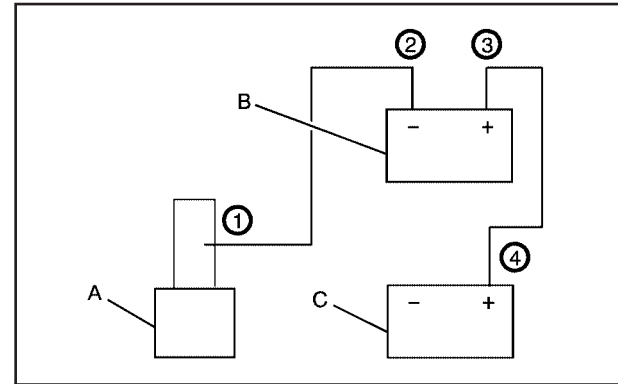 ② ③
B
− +
①
④
A
C
− +